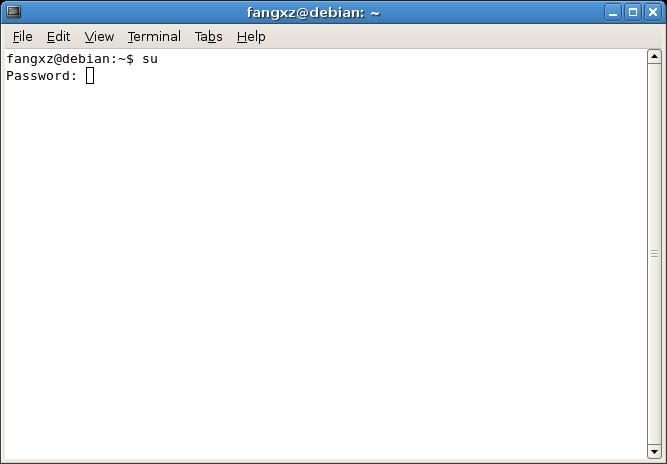 fangxz@debian: ~
File Edit View Terminal Tabs Help
fangxz@debian:~$ su
Password: